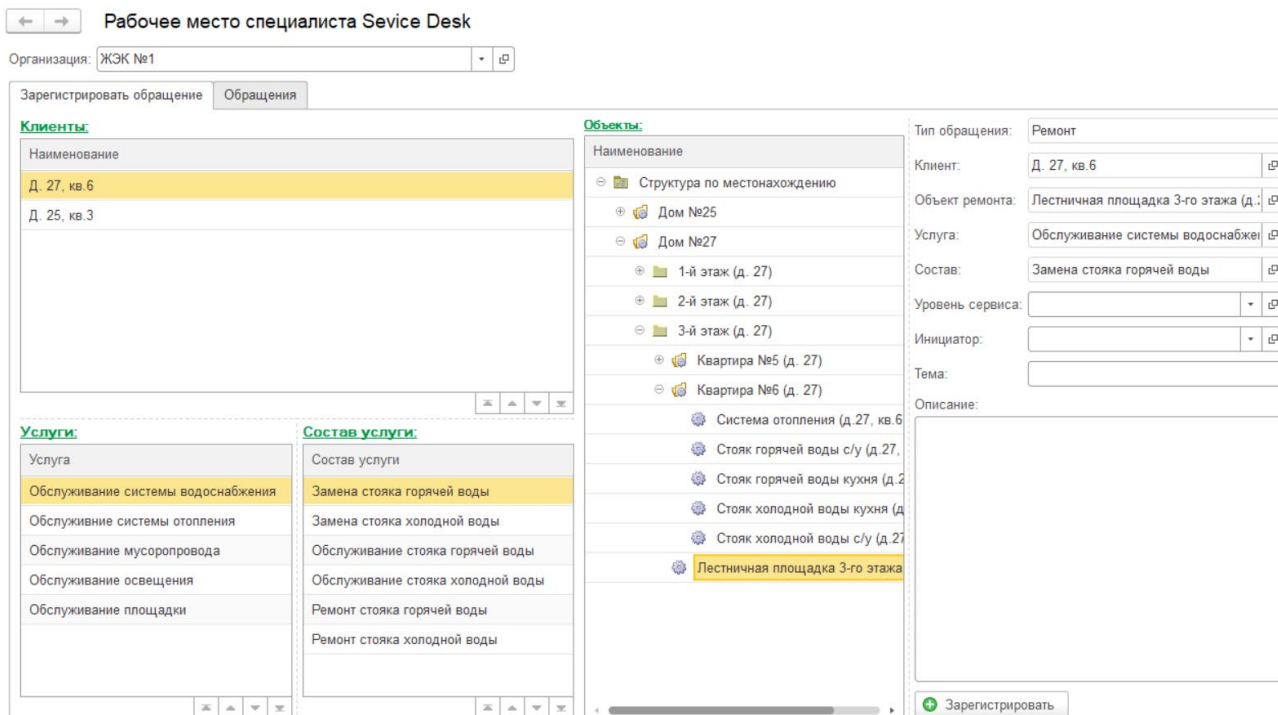 Рабочее место специалиста Sevice Desk
Организация: ЖЭК №1
Зарегистрировать обращение Обращения
Клиенты:
Наименование
Д. 27, кв.6
Д. 25, кв.3
Услуги:
Услуга
Обслуживание системы водоснабжения
Обслуживние системы отопления
Обслуживание мусоропровода
Обслуживание освещения
Обслуживание площадки
Состав услуги:
Состав услуги
Замена стояка горячей воды
Замена стояка холодной воды
Обслуживание стояка горячей воды
Обслуживание стояка холодной воды
Ремонт стояка горячей воды
Ремонт стояка холодной воды
Объекты:
Наименование
Структура по местонахождению
Дом №25
Дом №27
1-й этаж (д. 27)
2-й этаж (д. 27)
3-й этаж (д. 27)
Квартира №5 (д. 27)
Квартира №6 (д. 27)
Система отопления (д.27, кв.6
Стояк горячей воды с/у (д.27,
Стояк горячей воды кухня (д.2
Стояк холодной воды кухня (д
Стояк холодной воды с/у (д.27
Лестничная площадка 3-го этажа
Тип обращения: Ремонт
Клиент: Д. 27, кв.6
Объект ремонта: Лестничная площадка 3-го этажа (д.
Услуга: Обслуживание системы водоснабже
Состав: Замена стояка горячей воды
Уровень сервиса:
Инициатор:
Тема:
Описание:
Зарегистрировать